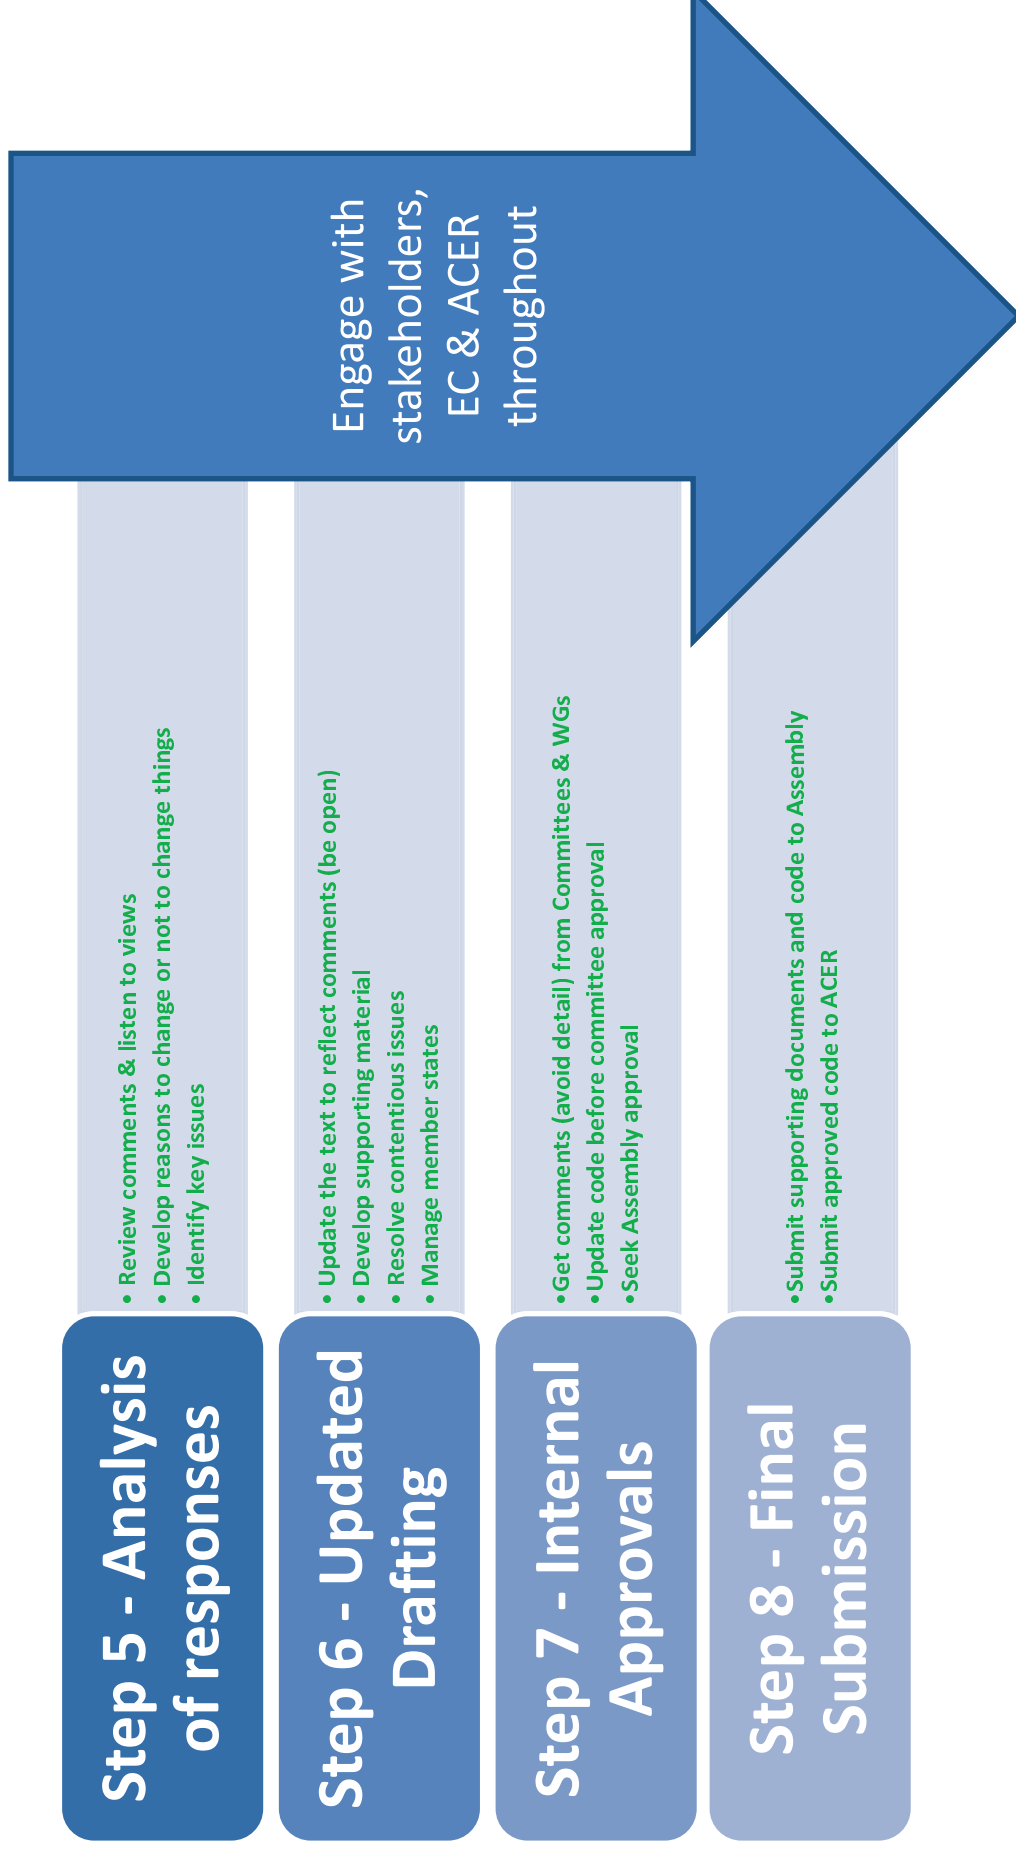 Step 5 - Analysis
of responses
• Review comments & listen to views
• Develop reasons to change or not to change things
• Identify key issues
Step 6 - Updated
Drafting
• Update the text to reflect comments (be open)
• Develop supporting material
• Resolve contentious issues
• Manage member states
Step 7 - Internal
Approvals
•Get comments (avoid detail) from Committees & WGs
•Update code before committee approval
•Seek Assembly approval
Step 8 - Final
Submission
•Submit supporting documents and code to Assembly
•Submit approved code to ACER
Engage with
stakeholders,
EC & ACER
throughout